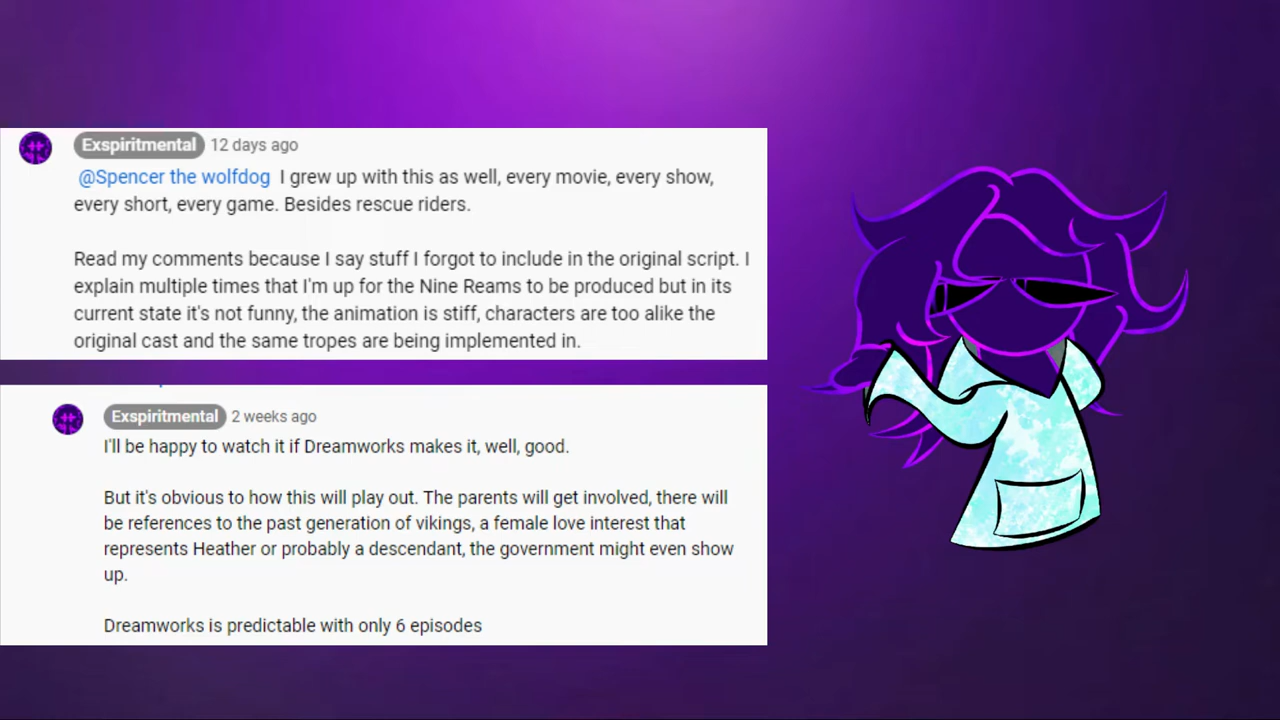 Exspiritmental 12 days ago
@Spencer the wolfdog I grew up with this as well, every movie, every show,
every short, every game. Besides rescue riders.
Read my comments because I say stuff I forgot to include in the original script. I
explain multiple times that I'm up for the Nine Reams to be produced but in its
current state it's not funny, the animation is stiff, characters are too alike the
original cast and the same tropes are being implemented in.
Exspiritmental 2 weeks ago
I'll be happy to watch it if Dreamworks makes it, well, good.
But it's obvious to how this will play out. The parents will get involved, there will
be references to the past generation of vikings, a female love interest that
represents Heather or probably a descendant, the government might even show
up.
Dreamworks is predictable with only 6 episodes